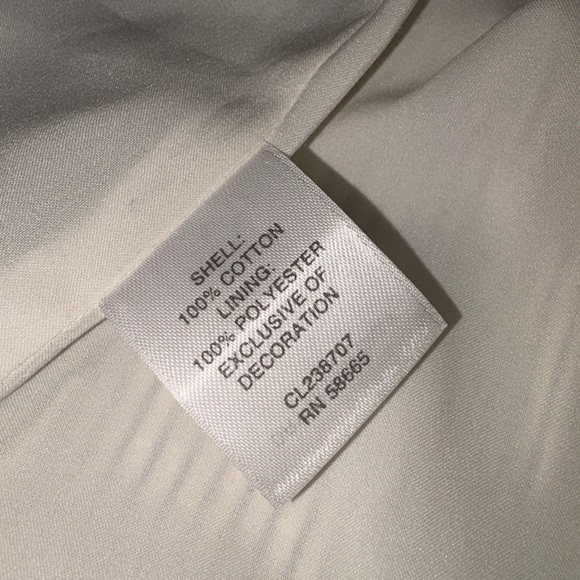 SHELL:
100% COTTON
LINING:
100% POLYESTER
EXCLUSIVE OF
DECORATION
CL238707
RN 58665